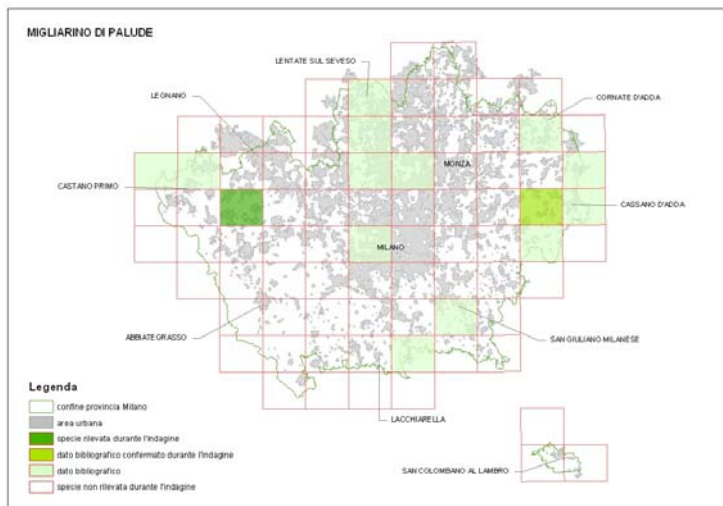 MIGLIARINO DI PALUDE
LENTATE SUL SEVESO
LEGNANO
CORNATE D'ADDA
MONZA
CASTANO PRIMO
CASSANO D'ADDA
MILANO
ABBIATEGRASSO
SAN GIULIANO MILANESE
LACCHIARELLA
SAN COLOMBANO AL LAMBRO
Legenda
confine provincia Milano
area urbana
specie rilevata durante l'indagine
dato bibliografico confermato durante l'indagine
dato bibliografico
specie non rilevata durante l'indagine